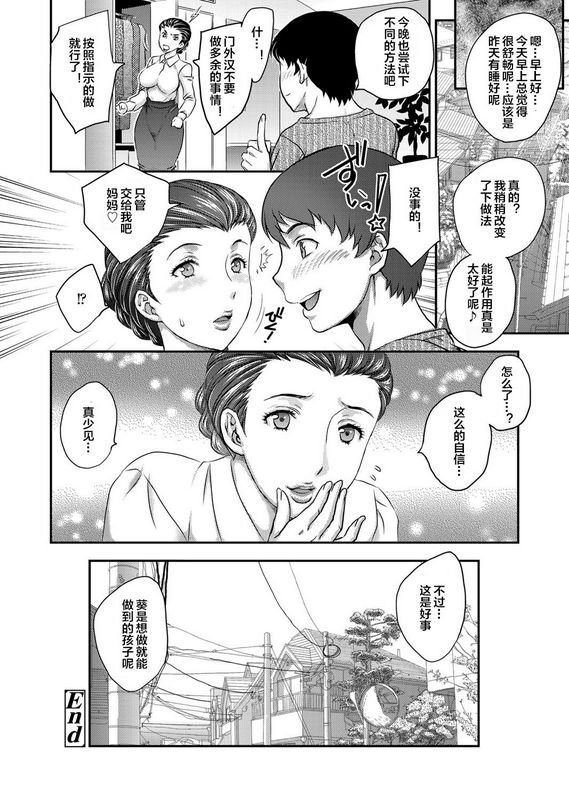 嗯…早上好…
今天早上总觉得
很舒畅呢…应该是
昨天有睡好呢
真的？
我稍稍改变
了下做法
能起作用真是
太好了呢♪
今晚也尝试下
不同的方法吧
什…！
门外汉不要
做多余的事情！
按照指示的做
就行了！
没事的！
ずいっ
只管
交给我吧
妈妈♡
!?
怎么了…？
这么的自信…
真少见…
不过…
这是好事
葵是想做就能
做到的孩子呢
End